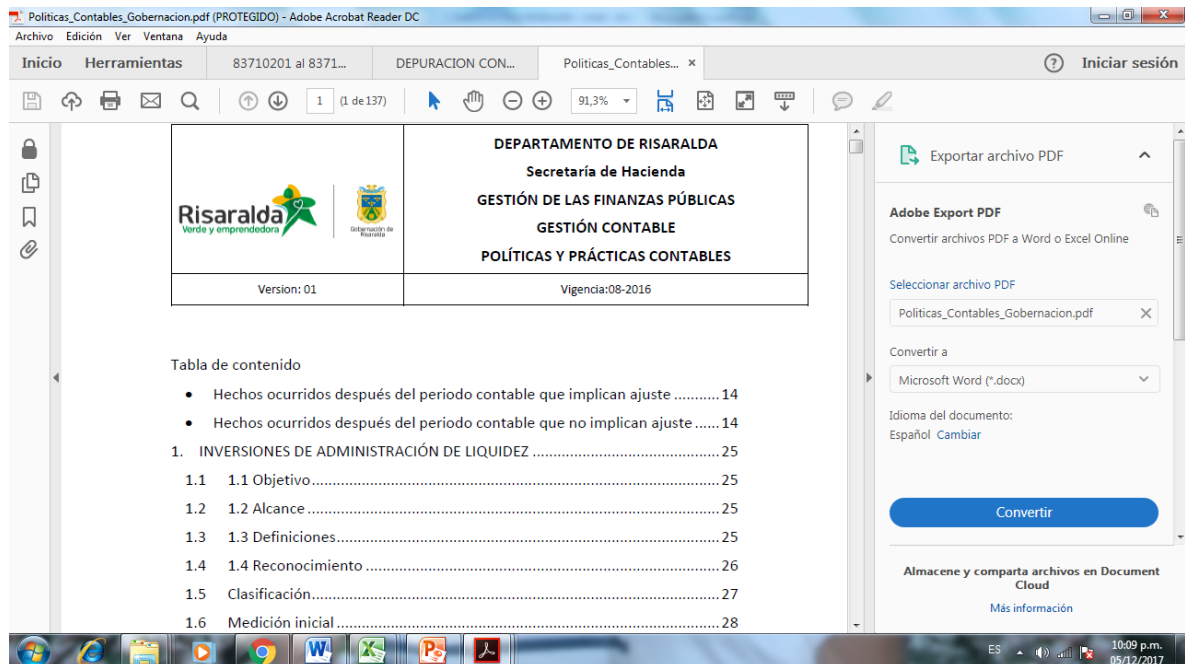 Politicas_Contables_Gobernacion.pdf (PROTEGIDO) - Adobe Acrobat Reader DC
Archivo Edición Ver Ventana Ayuda
Inicio Herramientas 83710201 al 8371... DEPURACION CON... Politicas_Contables... × Iniciar sesión
1 (1 de 137) 91,3%
DEPARTAMENTO DE RISARALDA
Secretaría de Hacienda
GESTIÓN DE LAS FINANZAS PÚBLICAS
GESTIÓN CONTABLE
POLÍTICAS Y PRÁCTICAS CONTABLES
Risaralda
Verde y emprendedora
Gobernación de
Risaralda
Version: 01 Vigencia:08-2016
Tabla de contenido
• Hechos ocurridos después del periodo contable que implican ajuste ...........14
• Hechos ocurridos después del periodo contable que no implican ajuste ......14
1. INVERSIONES DE ADMINISTRACIÓN DE LIQUIDEZ ..............................................25
1.1 1.1 Objetivo....................................................................................................25
1.2 1.2 Alcance.....................................................................................................25
1.3 1.3 Definiciones..............................................................................................25
1.4 1.4 Reconocimiento.......................................................................................26
1.5 Clasificación....................................................................................................27
1.6 Medición inicial..............................................................................................28
Exportar archivo PDF
Adobe Export PDF
Convertir archivos PDF a Word o Excel Online
Seleccionar archivo PDF
Politicas_Contables_Gobernacion.pdf
Convertir a
Microsoft Word (*.docx)
Idioma del documento:
Español Cambiar
Convertir
Almacene y comparta archivos en Document
Cloud
Más información
ES 10:09 p.m.
05/12/2017